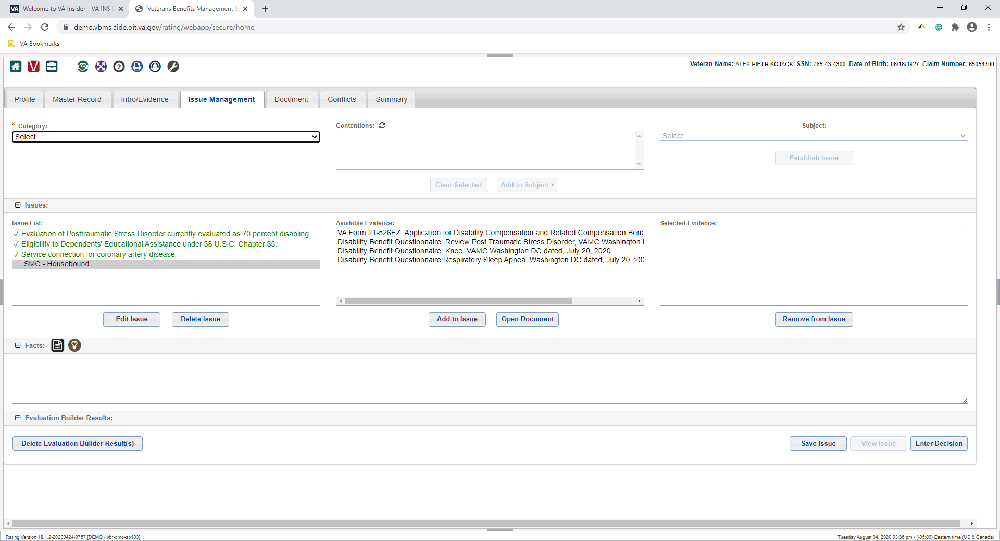 Welcome to VA Insider - VA INSI
Veterans Benefits Management S
demo.vbms.aide.oit.va.gov/rating/webapp/secure/home
VA Bookmarks
Veteran Name: ALEX PIETR KOJACK SSN: 765-43-4300 Date of Birth: 06/16/1927 Claim Number: 65054300
Profile
Master Record
Intro/Evidence
Issue Management
Document
Conflicts
Summary
* Category:
Select
Contentions:
Subject:
Select
Establish Issue
Clear Selected
Add to Subject >
Issues:
Issue List:
✓ Evaluation of Posttraumatic Stress Disorder currently evaluated as 70 percent disabling.
✓ Eligibility to Dependents' Educational Assistance under 38 U.S.C. Chapter 35.
✓ Service connection for coronary artery disease.
SMC - Housebound
Available Evidence:
VA Form 21-526EZ: Application for Disability Compensation and Related Compensation Bene
Disability Benefit Questionnaire: Review Post Traumatic Stress Disorder, VAMC Washington
Disability Benefit Questionnaire: Knee, VAMC Washington DC dated, July 20, 2020
Disability Benefit Questionnaire:Respiratory Sleep Apnea, Washington DC dated, July 20, 202
Selected Evidence:
Edit Issue
Delete Issue
Add to Issue
Open Document
Remove from Issue
Facts:
Evaluation Builder Results:
Delete Evaluation Builder Result(s)
Save Issue
View Issue
Enter Decision
Rating Version 18.1.2-20200424-0757 [DEMO / vbr-dmo-ap103]
Tuesday August 04, 2020 03:36 pm / (-05:00) Eastern time (US & Canada)